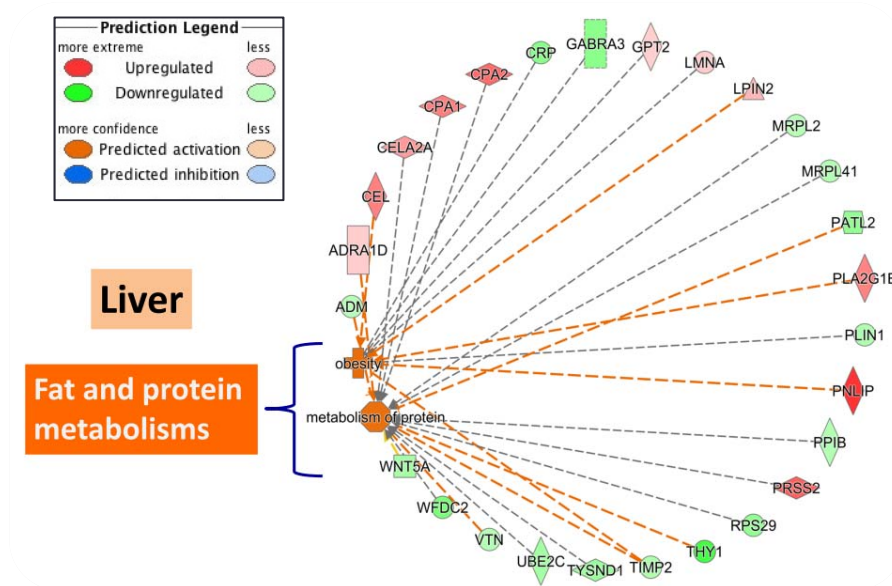 Prediction Legend
more extreme less
Upregulated
Downregulated
more confidence less
Predicted activation
Predicted inhibition
CRP
GABRA3
GPT2
LMNA
LPIN2
MRPL2
MRPL41
PATL2
PLA2G1B
PLIN1
PNLIP
PPIB
PRSS2
RPS29
THY1
TIMP2
TYSND1
UBE2C
VTN
WFDC2
WNT5A
CPA2
CPA1
CELA2A
CEL
ADRA1D
ADM
obesity
metabolism of protein
Liver
Fat and protein
metabolisms